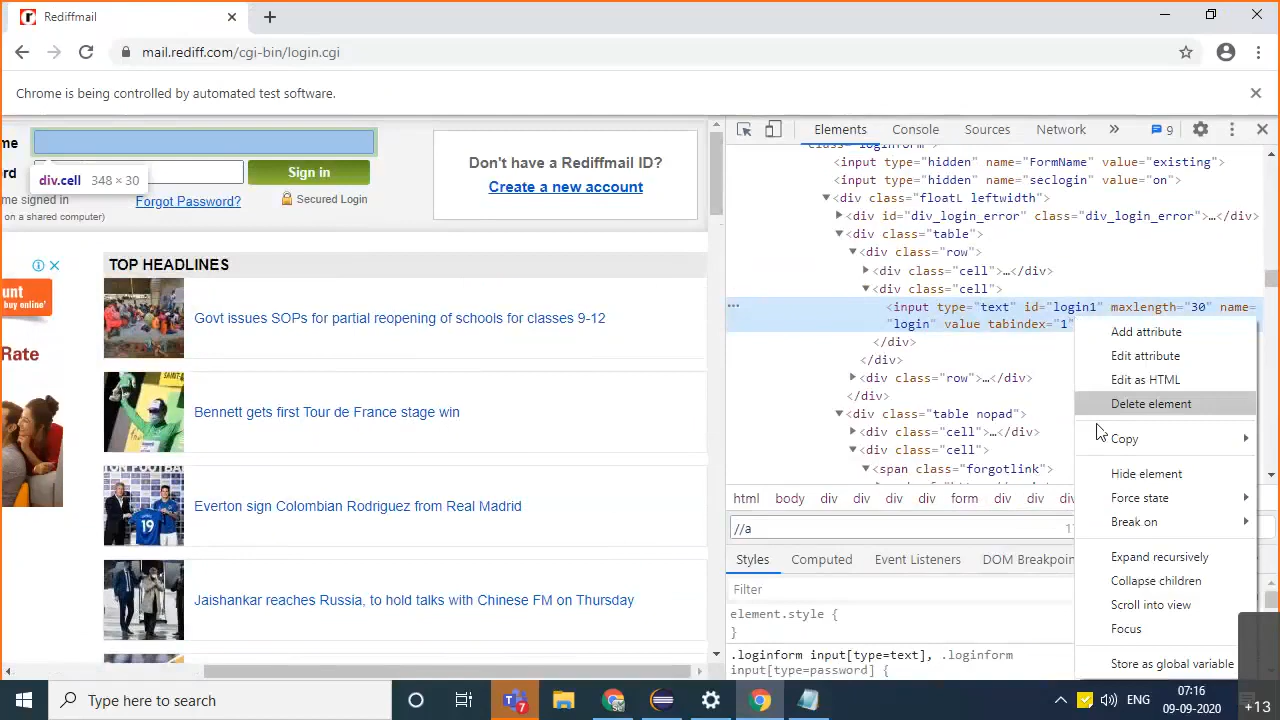 Rediffmail
mail.rediff.com/cgi-bin/login.cgi
Chrome is being controlled by automated test software.
me
rd
Sign in
div.cell 348 × 30
me signed in
Forgot Password?
Secured Login
on a shared computer)
Don't have a Rediffmail ID?
Create a new account
unt
buy online'
Rate
TOP HEADLINES
Govt issues SOPs for partial reopening of schools for classes 9-12
Bennett gets first Tour de France stage win
Everton sign Colombian Rodriguez from Real Madrid
Jaishankar reaches Russia, to hold talks with Chinese FM on Thursday
Elements Console Sources Network » 9
class="loginform">
<input type="hidden" name="FormName" value="existing">
<input type="hidden" name="seclogin" value="on">
<div class="floatL leftwidth">
<div id="div_login_error" class="div_login_error">…</div>
<div class="table">
<div class="row">
<div class="cell">…</div>
<div class="cell">
<input type="text" id="login1" maxlength="30" name=
"login" value tabindex="1"
</div>
</div>
<div class="row">…</div>
</div>
<div class="table nopad">
<div class="cell">…</div>
<div class="cell">
<span class="forgotlink">
html body div div div div form div div div
//a
Styles Computed Event Listeners DOM Breakpoin
Filter
element.style {
}
.loginform input[type=text], .loginform
input[type=password] {
Add attribute
Edit attribute
Edit as HTML
Delete element
Copy
Hide element
Force state
Break on
Expand recursively
Collapse children
Scroll into view
Focus
Store as global variable
Type here to search
7
ENG
07:16
09-09-2020
+13